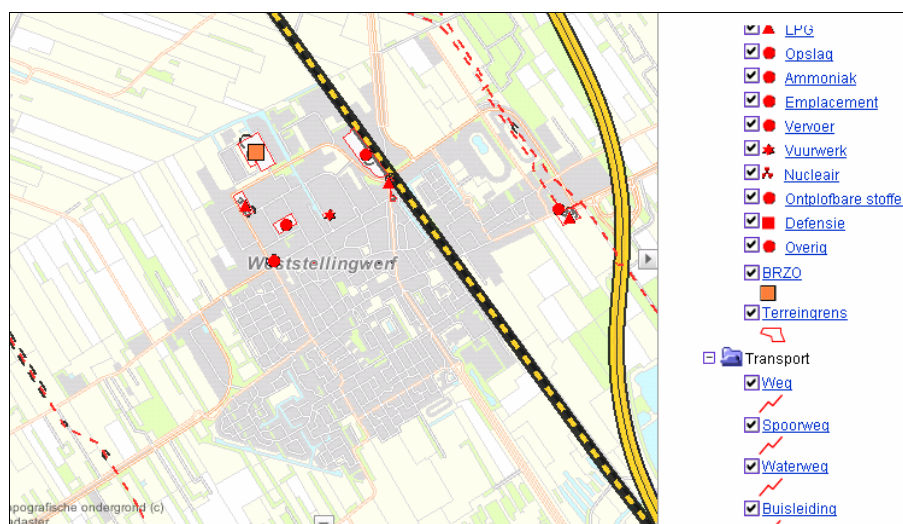 Weststellingwerf
opografische ondergrond (c)
adaster
LPG
Opslag
Ammoniak
Emplacement
Vervoer
Vuurwerk
Nucleair
Ontplofbare stoffe
Defensie
Overig
BRZO
Terreingrens
Transport
Weg
Spoorweg
Waterweg
Buisleiding